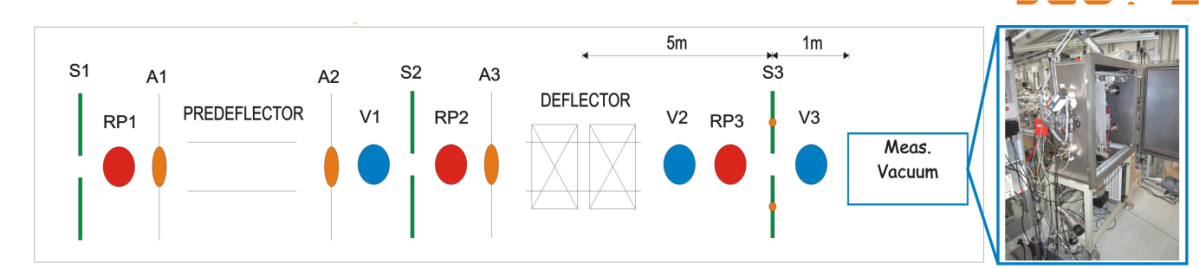 5m 1m
S1 A1 A2 S2 A3 S3
RP1 PREDEFLECTOR V1 RP2 DEFLECTOR V2 RP3 V3
Meas.
Vacuum